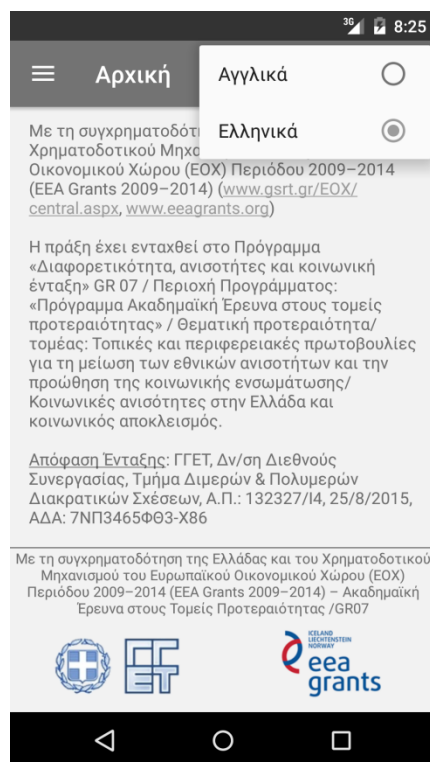 3G 8:25
Αρχική
Αγγλικά
Ελληνικά
Με τη συγχρηματοδότ
Χρηματοδοτικού Μηχα
Οικονομικού Χώρου (ΕΟΧ) Περιόδου 2009–2014
(EEA Grants 2009–2014) (www.gsrt.gr/EOX/
central.aspx, www.eeagrants.org)
Η πράξη έχει ενταχθεί στο Πρόγραμμα
«Διαφορετικότητα, ανισοτήτες και κοινωνική
ένταξη» GR 07 / Περιοχή Προγράμματος:
«Πρόγραμμα Ακαδημαϊκή Έρευνα στους τομείς
προτεραιότητας» / Θεματική προτεραιότητα/
τομέας: Τοπικές και περιφερειακές πρωτοβουλίες
για τη μείωση των εθνικών ανισοτήτων και την
προώθηση της κοινωνικής ενσωμάτωσης/
Κοινωνικές ανισότητες στην Ελλάδα και
κοινωνικός αποκλεισμός.
Απόφαση Ένταξης: ΓΓΕΤ, Δν/ση Διεθνούς
Συνεργασίας, Τμήμα Διμερών & Πολυμερών
Διακρατικών Σχέσεων, Α.Π.: 132327/Ι4, 25/8/2015,
ΑΔΑ: 7ΝΠ3465ΦΘ3-Χ86
Με τη συγχρηματοδότηση της Ελλάδας και του Χρηματοδοτικού
Μηχανισμού του Ευρωπαϊκού Οικονομικού Χώρου (ΕΟΧ)
Περιόδου 2009–2014 (EEA Grants 2009–2014) – Ακαδημαϊκή
Έρευνα στους Τομείς Προτεραιότητας /GR07
ICELAND
LIECHTENSTEIN
NORWAY
eea
grants